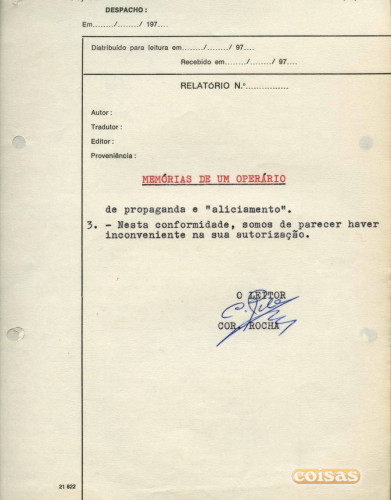 DESPACHO:
Em......../......../ 197....
Distribuído para leitura em......../......../ 97....
Recebido em......../......../ 97....
RELATÓRIO N.º................
Autor:
Tradutor:
Editor:
Proveniência:
MEMÓRIAS DE UM OPERÁRIO
de propaganda e "aliciamento".
3. - Nesta conformidade, somos de parecer haver
inconveniente na sua autorização.
O LEITOR
COR. ROCHA
21-822
coisas